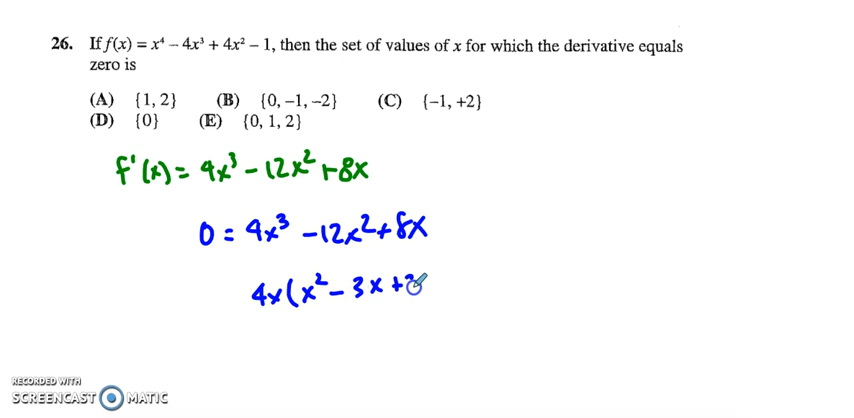 26. If f(x) = x⁴ − 4x³ + 4x² − 1, then the set of values of x for which the derivative equals
zero is
(A) {1, 2} (B) {0, −1, −2} (C) {−1, +2}
(D) {0} (E) {0, 1, 2}
f'(x) = 4x³ − 12x² + 8x
0 = 4x³ − 12x² + 8x
4x(x² − 3x +
RECORDED WITH
SCREENCAST MATIC